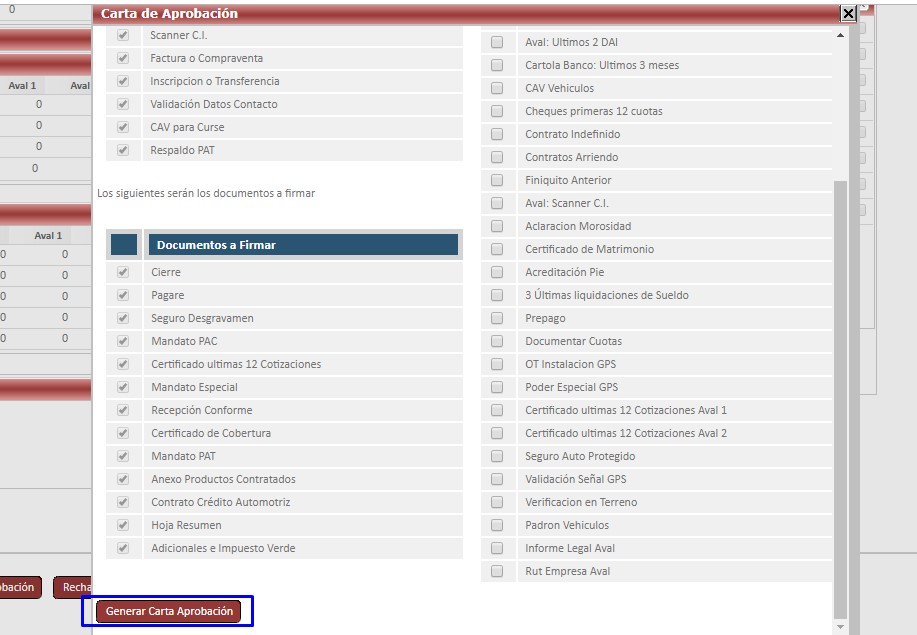 Carta de Aprobación
X
Scanner C.I.
Factura o Compraventa
Inscripcion o Transferencia
Validación Datos Contacto
CAV para Curse
Respaldo PAT
Los siguientes serán los documentos a firmar
Documentos a Firmar
Cierre
Pagare
Seguro Desgravamen
Mandato PAC
Certificado ultimas 12 Cotizaciones
Mandato Especial
Recepción Conforme
Certificado de Cobertura
Mandato PAT
Anexo Productos Contratados
Contrato Crédito Automotriz
Hoja Resumen
Adicionales e Impuesto Verde
Generar Carta Aprobación
Aval: Ultimos 2 DAI
Cartola Banco: Ultimos 3 meses
CAV Vehiculos
Cheques primeras 12 cuotas
Contrato Indefinido
Contratos Arriendo
Finiquito Anterior
Aval: Scanner C.I.
Aclaracion Morosidad
Certificado de Matrimonio
Acreditación Pie
3 Últimas liquidaciones de Sueldo
Prepago
Documentar Cuotas
OT Instalacion GPS
Poder Especial GPS
Certificado ultimas 12 Cotizaciones Aval 1
Certificado ultimas 12 Cotizaciones Aval 2
Seguro Auto Protegido
Validación Señal GPS
Verificacion en Terreno
Padron Vehiculos
Informe Legal Aval
Rut Empresa Aval
0
Aval 1 Aval
0
0
0
0
Aval 1
0 0
0 0
0 0
0 0
0 0
obación Recha